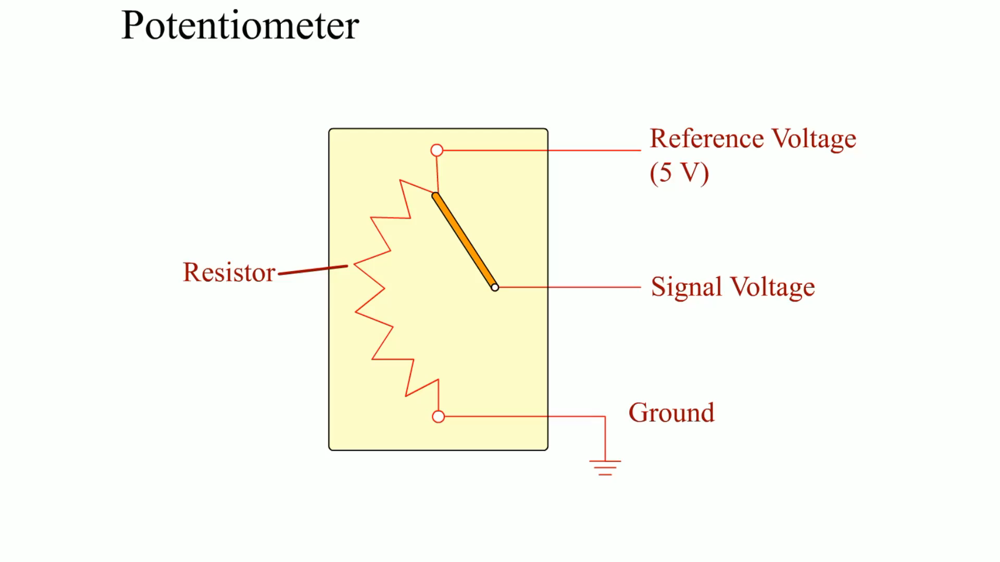 Potentiometer
Reference Voltage
(5 V)
Resistor
Signal Voltage
Ground